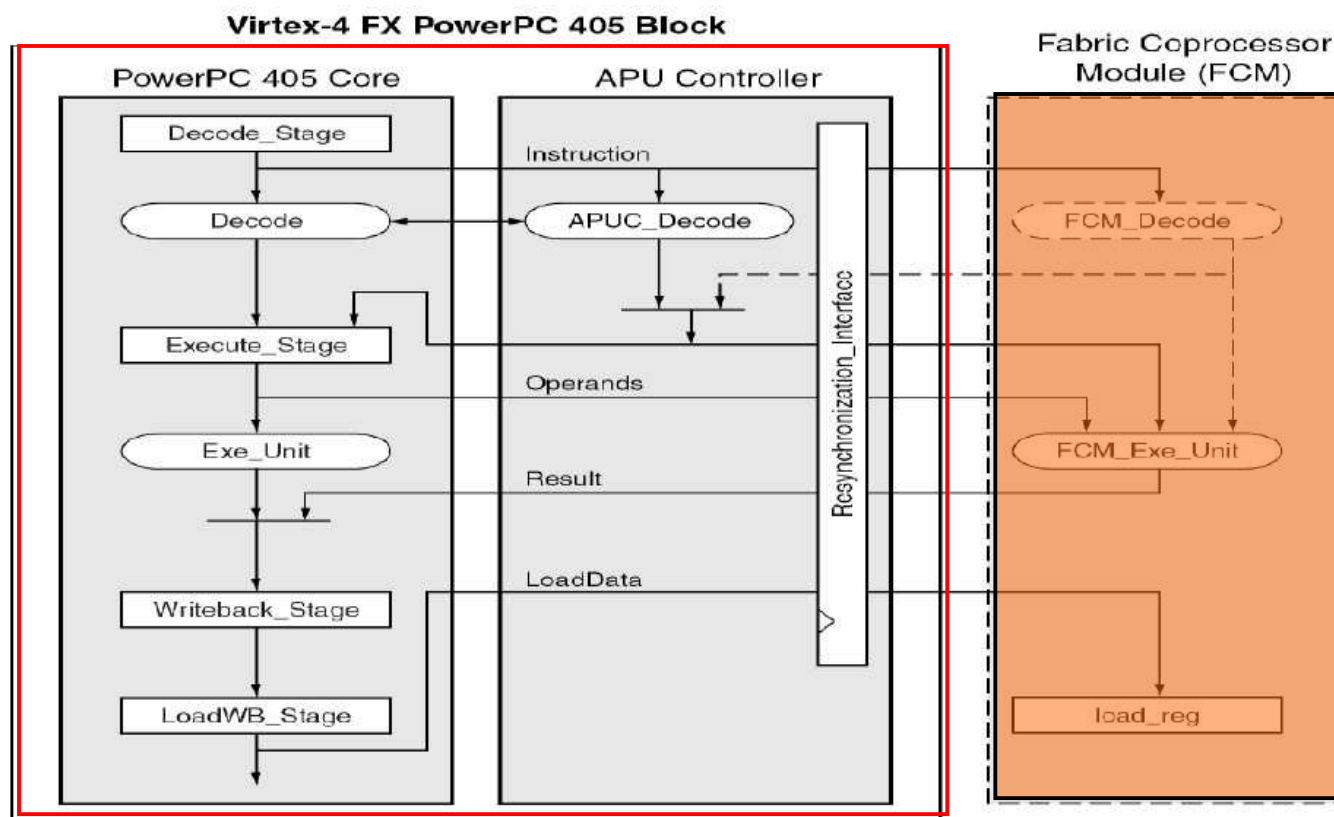 Virtex-4 FX PowerPC 405 Block
Fabric Coprocessor
Module (FCM)
PowerPC 405 Core
APU Controller
Decode_Stage
Instruction
Decode
APUC_Decode
FCM_Decode
Resynchronization_Interface
Execute_Stage
Operands
Exe_Unit
FCM_Exe_Unit
Result
LoadData
Writeback_Stage
LoadWB_Stage
load_reg